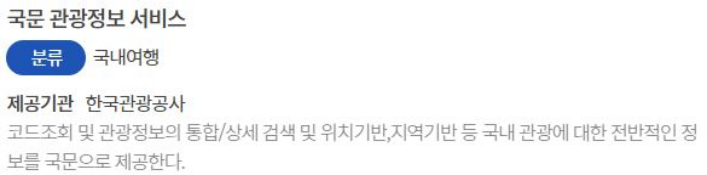 국문 관광정보 서비스
분류 국내여행
제공기관 한국관광공사
코드조회 및 관광정보의 통합/상세 검색 및 위치기반,지역기반 등 국내 관광에 대한 전반적인 정
보를 국문으로 제공한다.